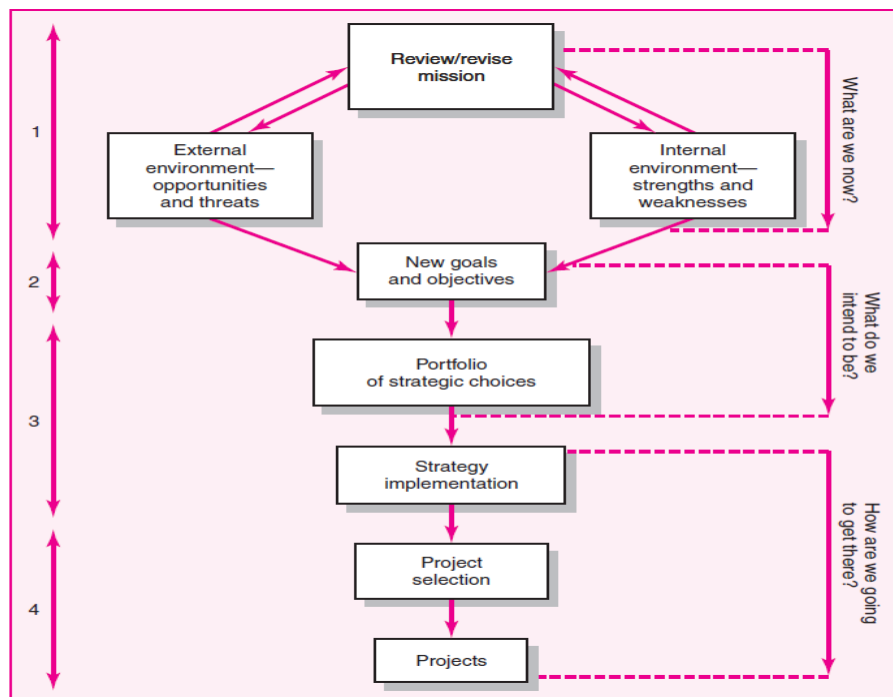 Review/revise
mission
1
External
environment—
opportunities
and threats
Internal
environment—
strengths and
weaknesses
What are we now?
2
New goals
and objectives
What do we
intend to be?
Portfolio
of strategic choices
3
Strategy
implementation
How are we going
to get there?
Project
selection
4
Projects